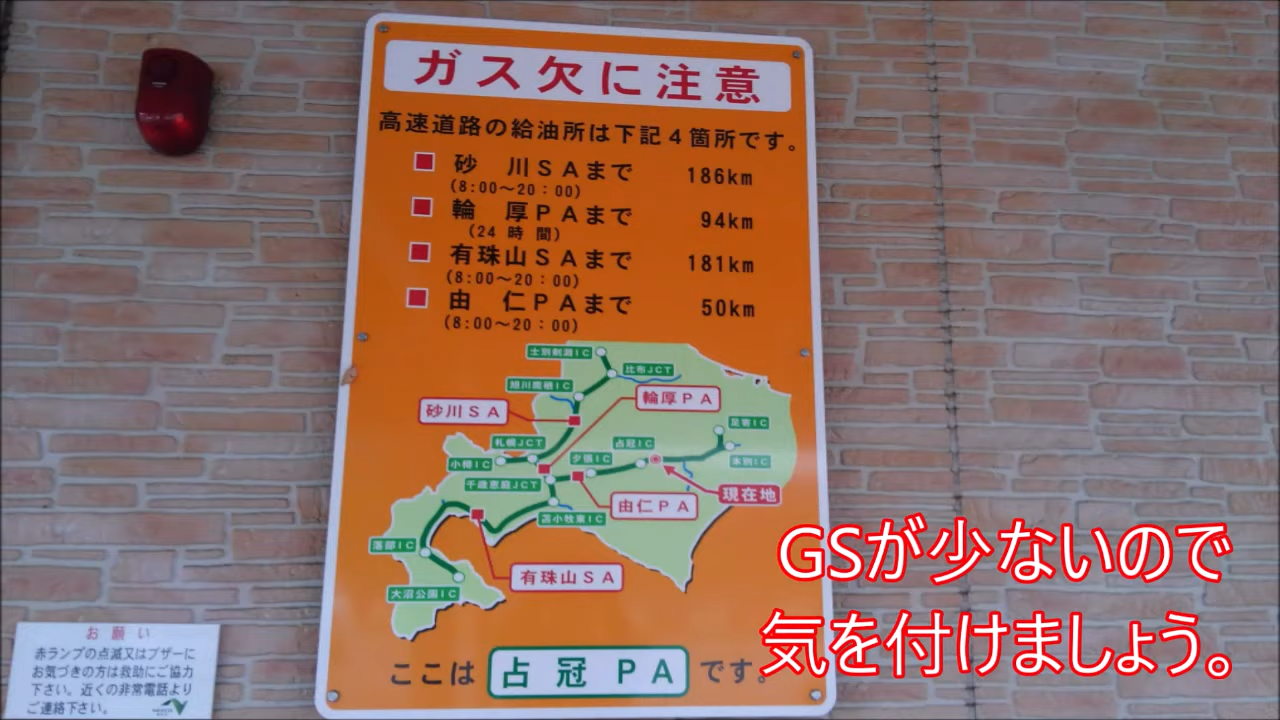 ガス欠に注意
高速道路の給油所は下記４箇所です。
砂　川ＳＡまで　186km
(8:00～20：00)
輪　厚ＰＡまで　94km
(24 時 間)
有珠山ＳＡまで　181km
(8:00～20：00)
由　仁ＰＡまで　50km
(8:00～20：00)
士別剣淵ＩＣ
比布ＪＣＴ
旭川鷹栖ＩＣ
輪厚ＰＡ
砂川ＳＡ
足寄ＩＣ
札幌ＪＣＴ
占冠ＩＣ
小樽ＩＣ
夕張ＩＣ
本別ＩＣ
千歳恵庭ＪＣＴ
現在地
由仁ＰＡ
苫小牧東ＩＣ
落部ＩＣ
有珠山ＳＡ
大沼公園ＩＣ
ここは 占 冠 ＰＡ です。
GSが少ないので
気を付けましょう。
お 願 い
赤ランプの点滅又はブザーに
お気づきの方は救助にご協力
下さい。近くの非常電話より
ご連絡下さい。